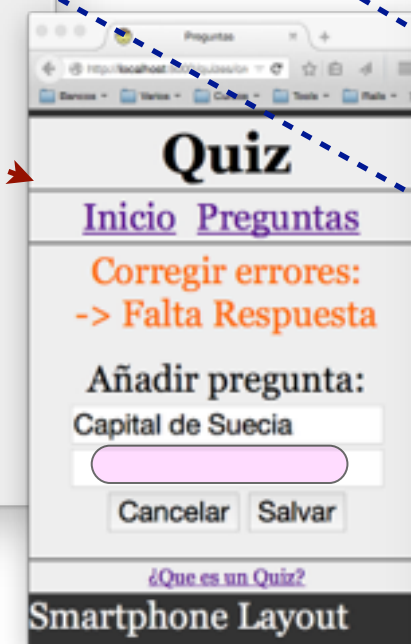 Preguntas
Quiz
Inicio Preguntas
Corregir errores:
-> Falta Respuesta
Añadir pregunta:
Capital de Suecia
Cancelar Salvar
¿Que es un Quiz?
Smartphone Layout